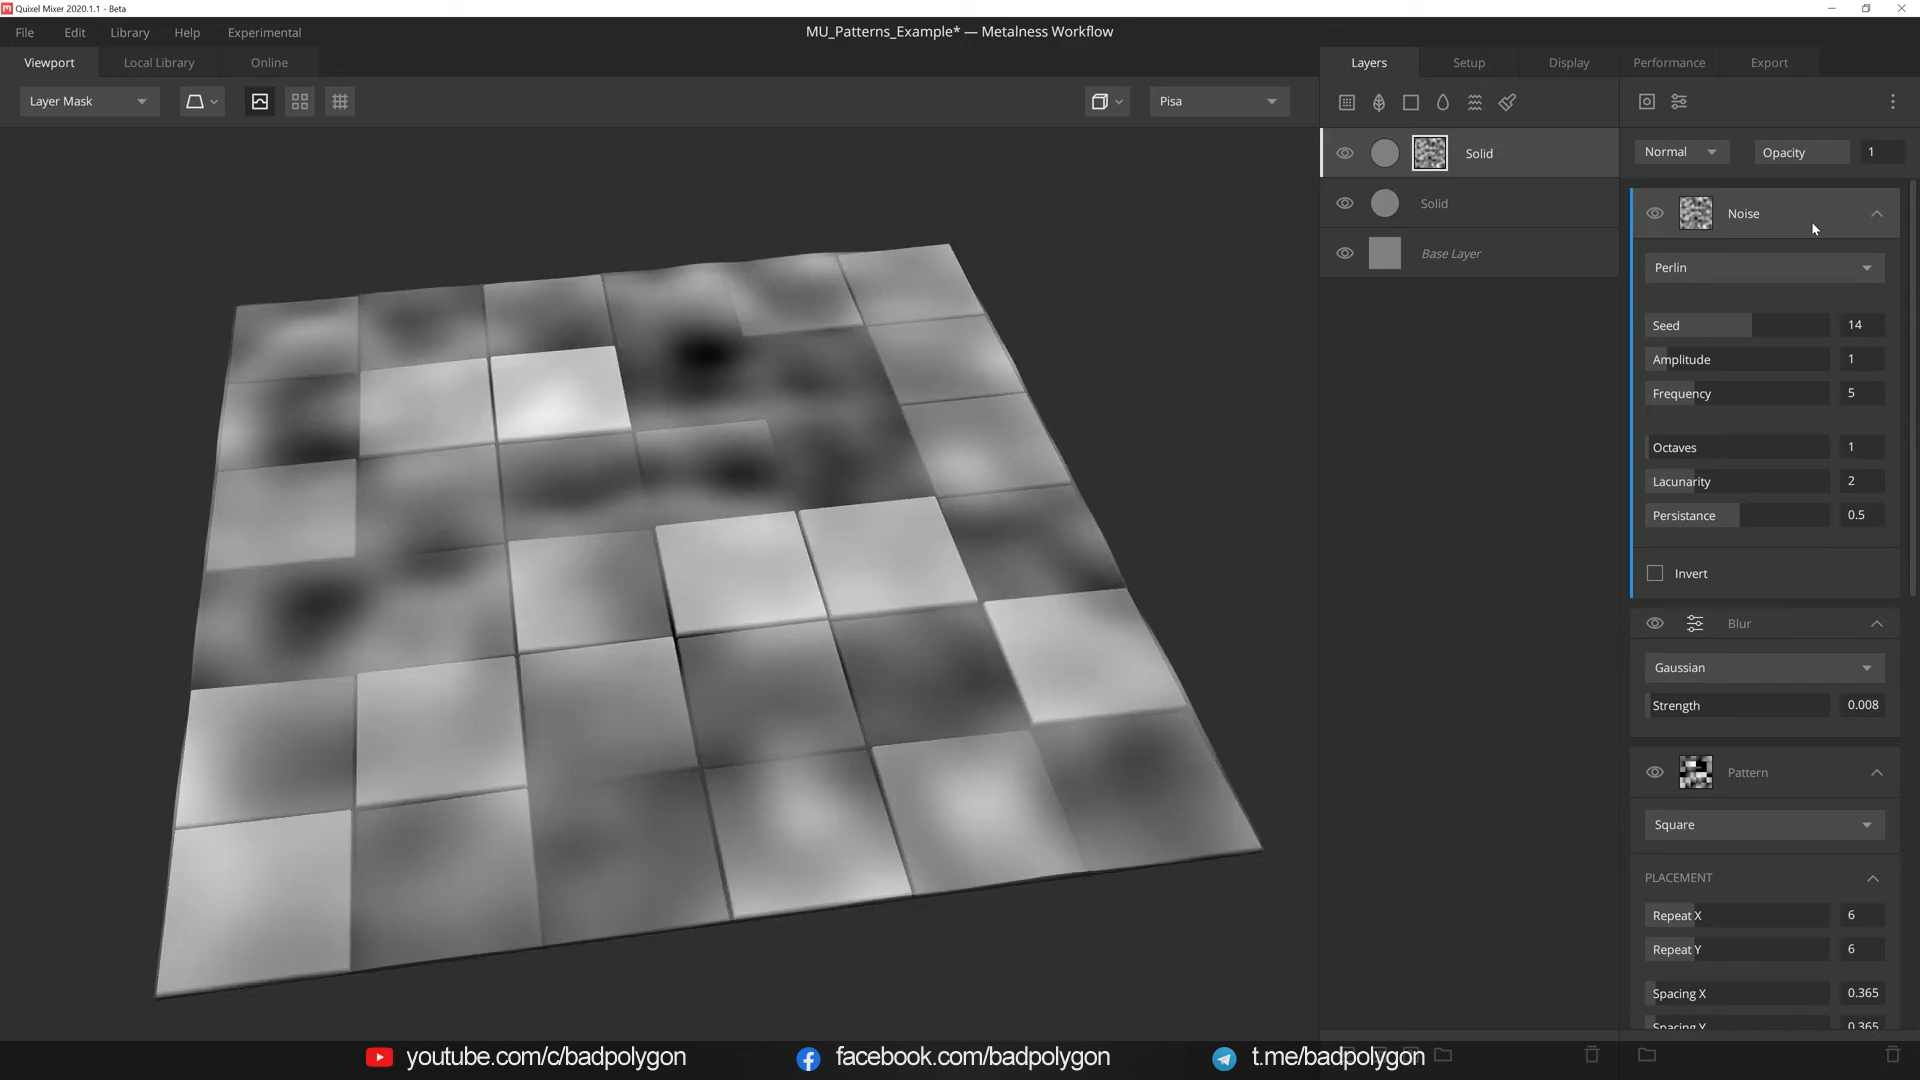 Quixel Mixer 2020.1.1 - Beta
File Edit Library Help Experimental
MU_Patterns_Example* — Metalness Workflow
Viewport Local Library Online
Layers Setup Display Performance Export
Layer Mask
Pisa
Normal Opacity 1
Solid
Solid
Base Layer
Noise
Perlin
Seed 14
Amplitude 1
Frequency 5
Octaves 1
Lacunarity 2
Persistance 0.5
Invert
Blur
Gaussian
Strength 0.008
Pattern
Square
PLACEMENT
Repeat X 6
Repeat Y 6
Spacing X 0.365
Spacing Y 0.365
youtube.com/c/badpolygon facebook.com/badpolygon t.me/badpolygon